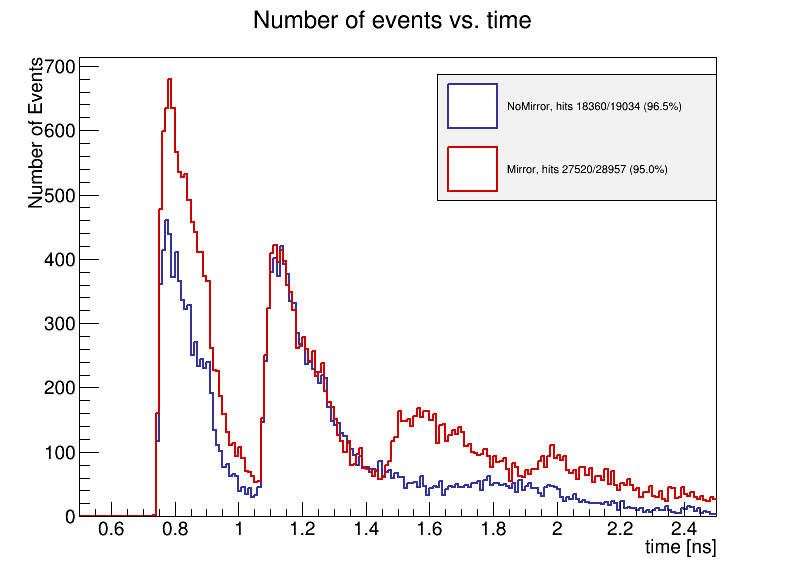 Number of events vs. time
Number of Events
700
600
500
400
300
200
100
0
NoMirror, hits 18360/19034 (96.5%)
Mirror, hits 27520/28957 (95.0%)
0.6 0.8 1 1.2 1.4 1.6 1.8 2 2.2 2.4
time [ns]